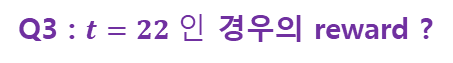 Q3 : t = 22 인 경우의 reward ?